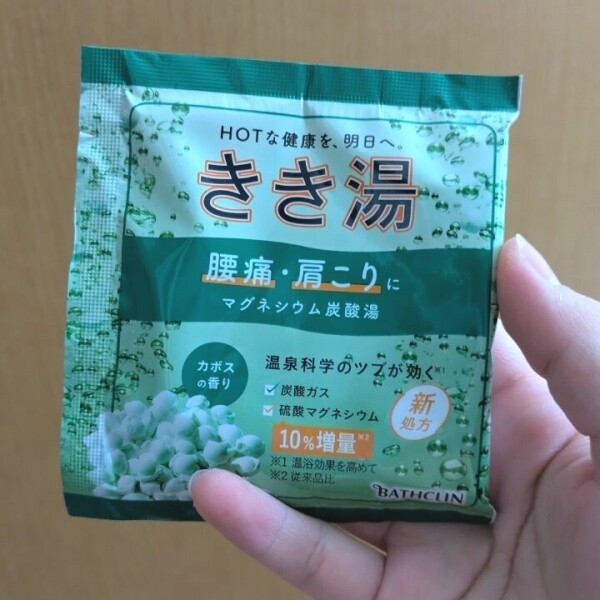 HOTな健康を、明日へ。
きき湯
腰痛・肩こりに
マグネシウム炭酸湯
カボス
の香り
温泉科学のツブが効く※1
炭酸ガス
硫酸マグネシウム
10%増量※2
新
処方
※1 温浴効果を高めて
※2 従来品比
BATHCLIN